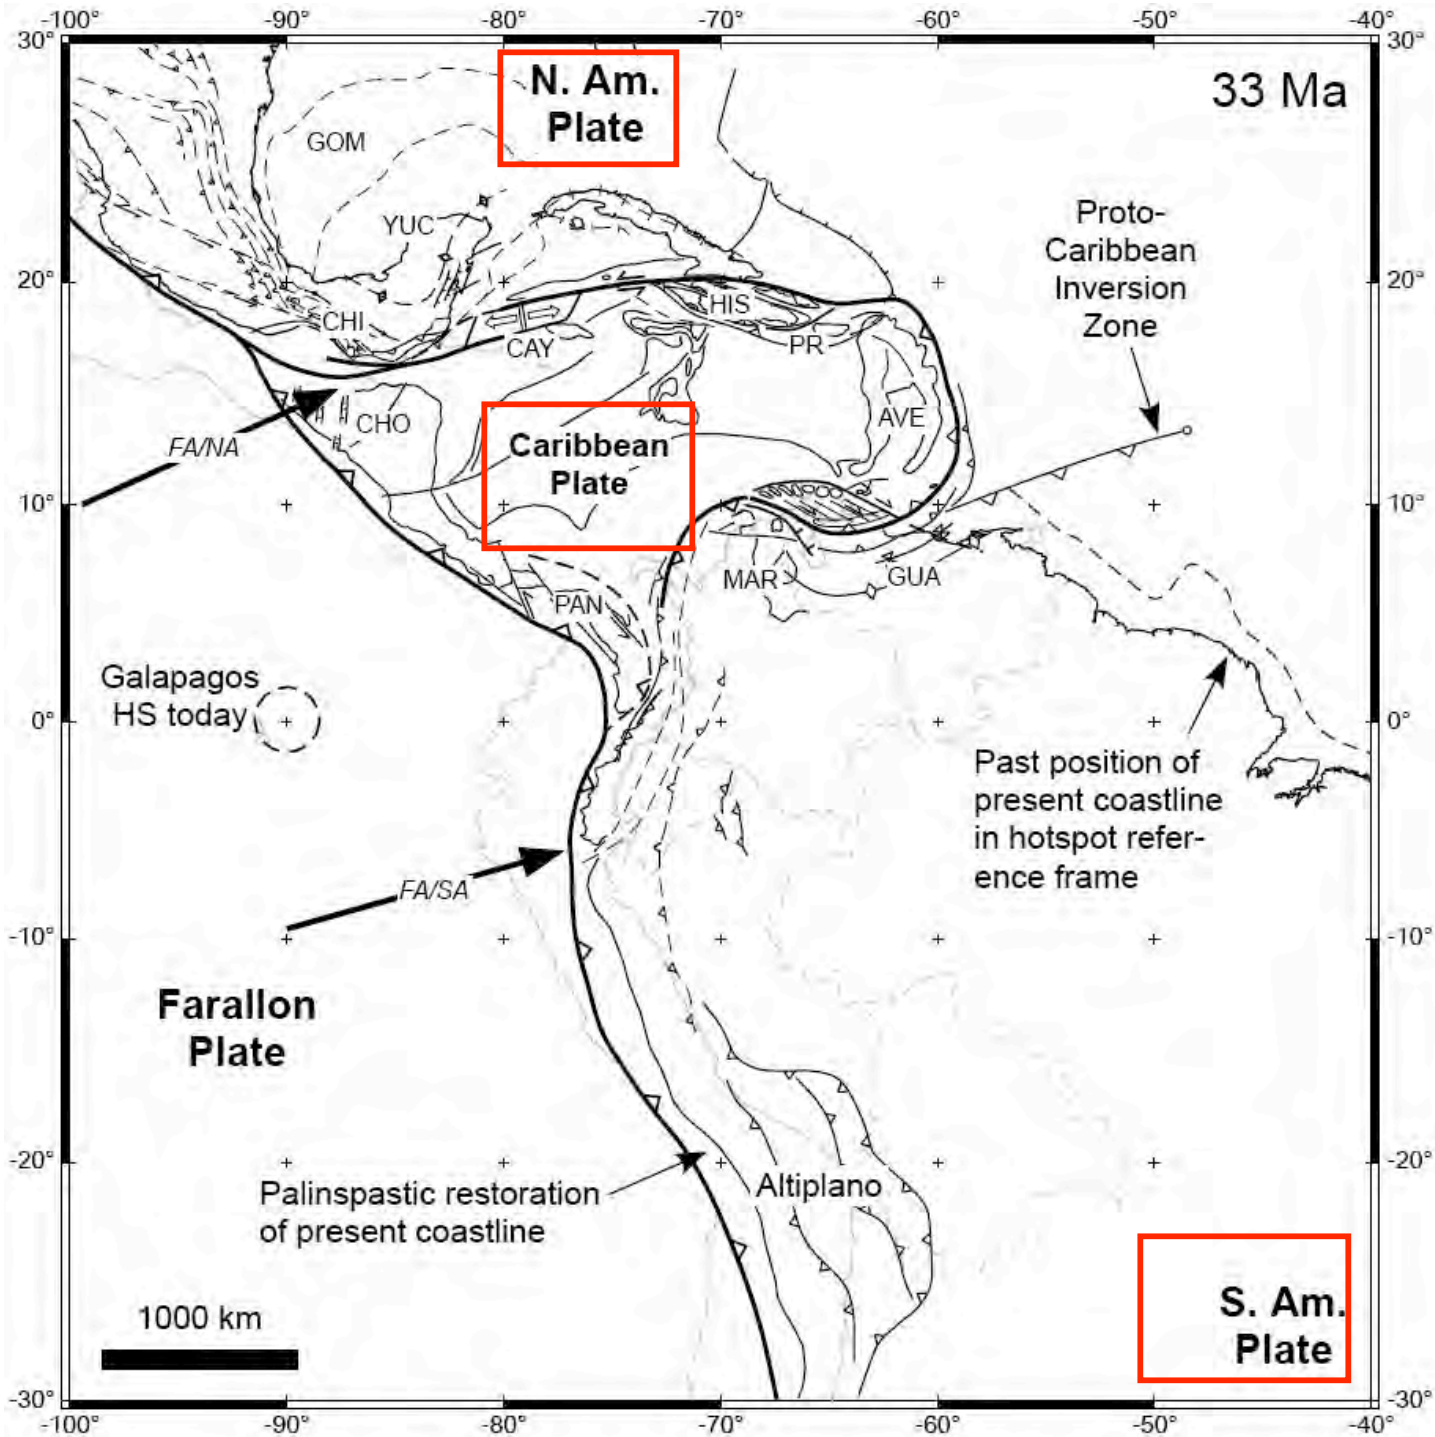 -100° -90° -80° -70° -60° -50° -40°
30° 30°
N. Am.
Plate
33 Ma
GOM
Proto-
Caribbean
Inversion
Zone
YUC
20° 20°
HIS
CHI
CAY
PR
CHO
AVE
FA/NA
Caribbean
Plate
10° 10°
MAR
GUA
PAN
Galapagos
HS today
0° 0°
Past position of
present coastline
in hotspot refer-
ence frame
FA/SA
-10° -10°
Farallon
Plate
-20° -20°
Palinspastic restoration
of present coastline
Altiplano
1000 km
S. Am.
Plate
-30° -30°
-100° -90° -80° -70° -60° -50° -40°